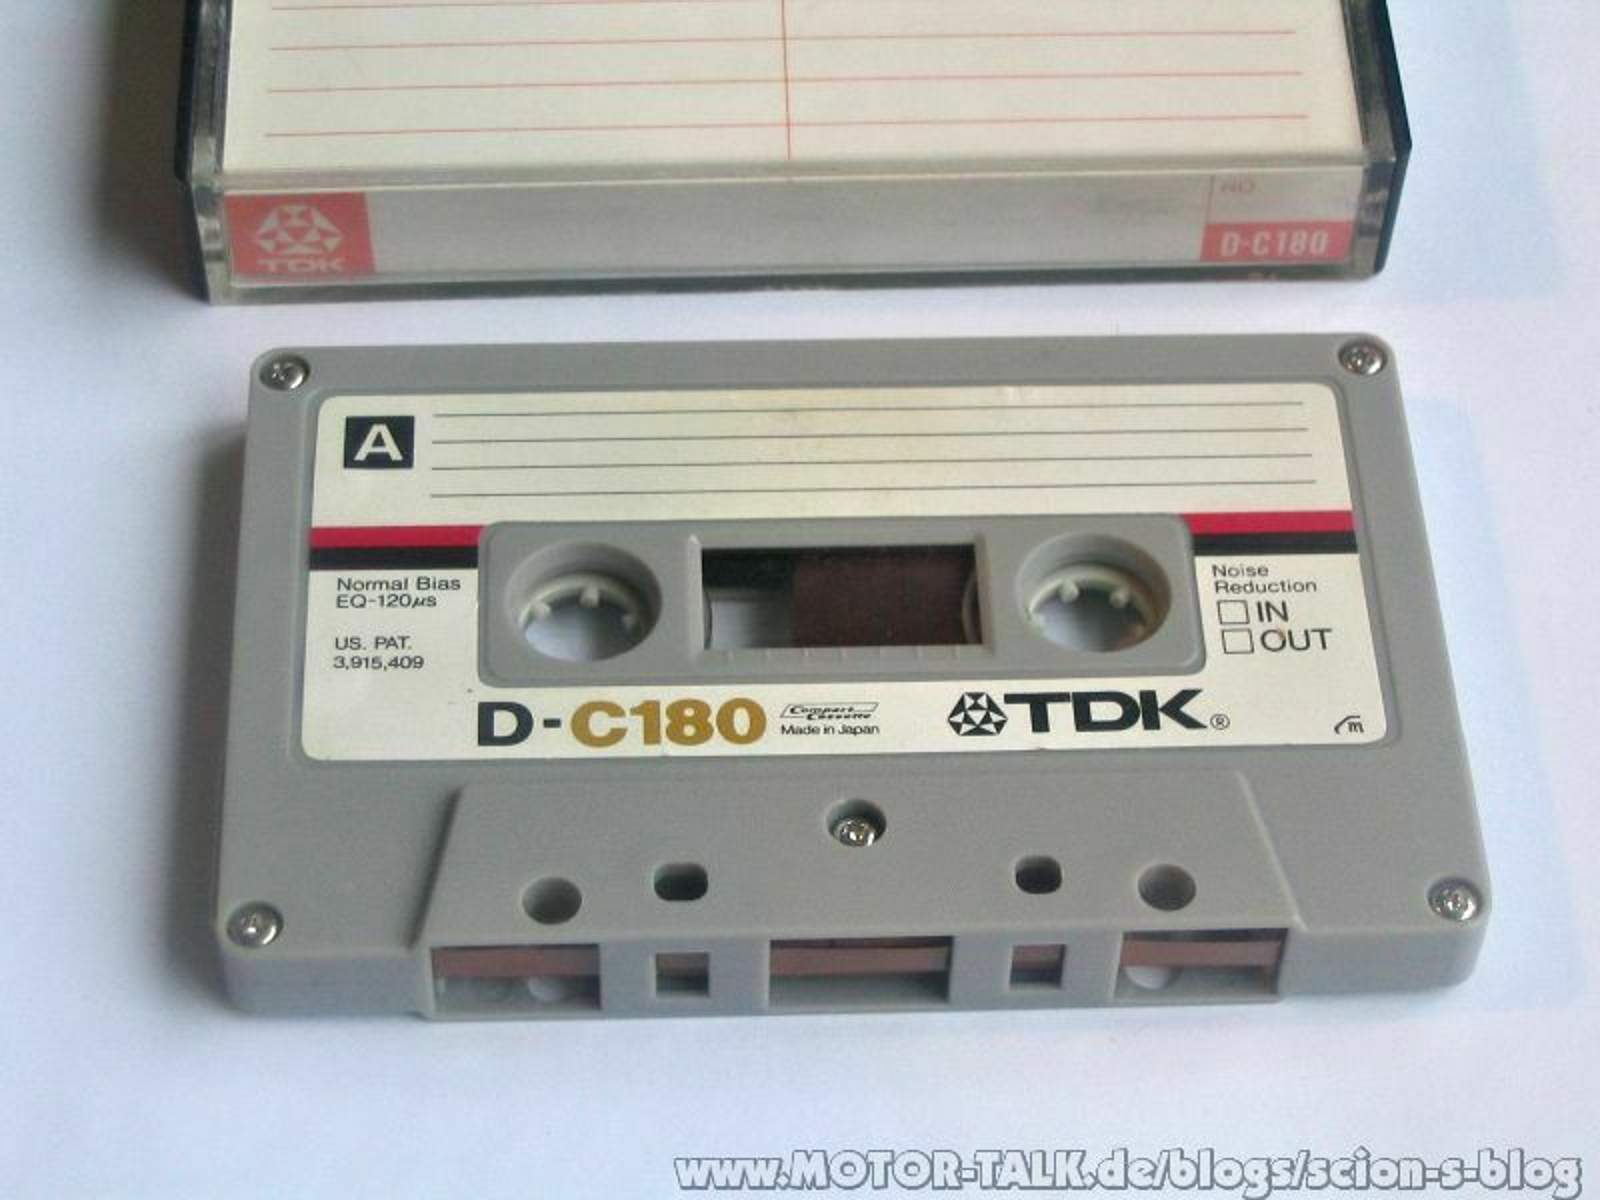 TDK
NO
D-C180
A
Normal Bias
EQ-120µs
US. PAT.
3,915,409
Noise
Reduction
IN
OUT
D-C180
Compact
Cassette
Made in Japan
TDK®
m
www.MOTOR-TALK.de/blogs/scion-s-blog